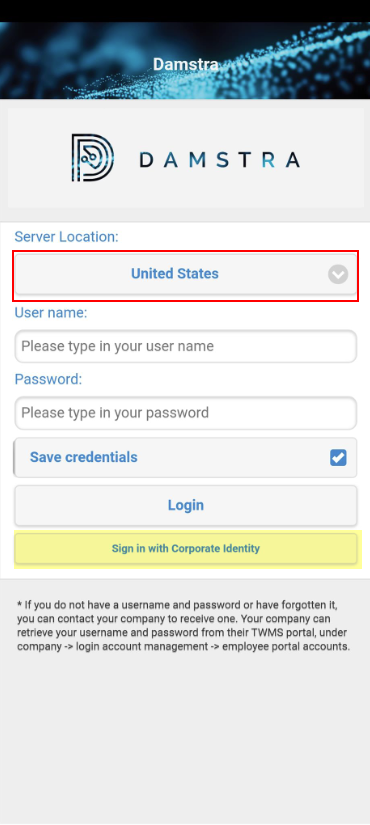 Damstra
DAMSTRA
Server Location:
United States
User name:
Please type in your user name
Password:
Please type in your password
Save credentials
Login
Sign in with Corporate Identity
* If you do not have a username and password or have forgotten it,
you can contact your company to receive one. Your company can
retrieve your username and password from their TWMS portal, under
company -> login account management -> employee portal accounts.